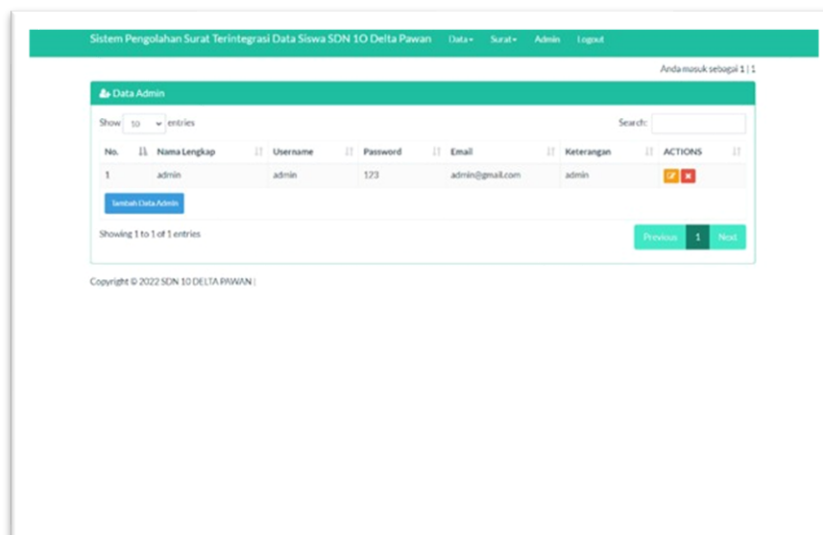 Sistem Pengolahan Surat Terintegrasi Data Siswa SDN 1O Delta Pawan Data Surat Admin Logout
Anda masuk sebagai 1 | 1
Data Admin
Show 10 entries Search:
No. Nama Lengkap Username Password Email Keterangan ACTIONS
1 admin admin 123 admin@gmail.com admin
Tambah Data Admin
Showing 1 to 1 of 1 entries
Previous 1 Next
Copyright © 2022 SDN 10 DELTA PAWAN |